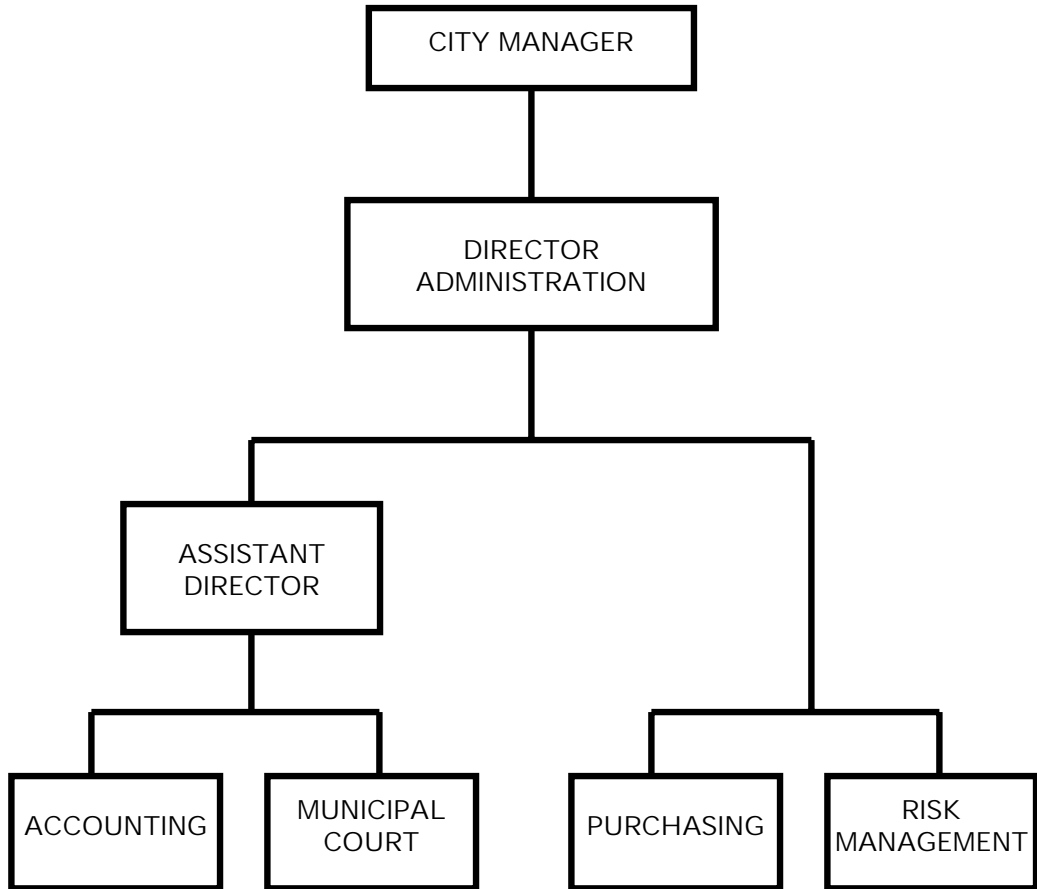 CITY MANAGER
DIRECTOR
ADMINISTRATION
ASSISTANT
DIRECTOR
ACCOUNTING
MUNICIPAL
COURT
PURCHASING
RISK
MANAGEMENT